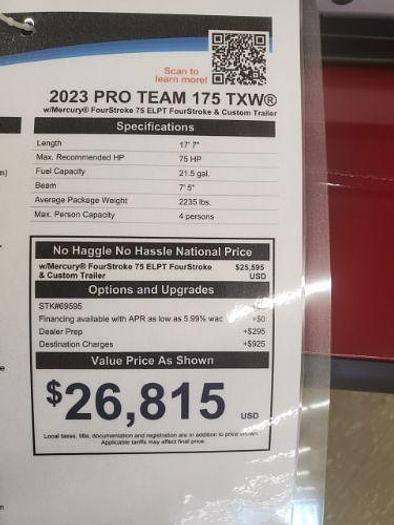 Scan to
learn more!
2023 PRO TEAM 175 TXW®
w/Mercury® FourStroke 75 ELPT FourStroke & Custom Trailer
Specifications
Length 17' 7"
Max. Recommended HP 75 HP
Fuel Capacity 21.5 gal.
Beam 7' 5"
Average Package Weight 2235 lbs.
Max. Person Capacity 4 persons
No Haggle No Hassle National Price
w/Mercury® FourStroke 75 ELPT FourStroke $25,595
& Custom Trailer USD
Options and Upgrades
STK#69595
Financing available with APR as low as 5.99% wac +$0
Dealer Prep +$295
Destination Charges +$925
Value Price As Shown
$26,815 USD
Local taxes, title, documentation and registration are in addition to price shown.
Applicable tariffs may affect final price.